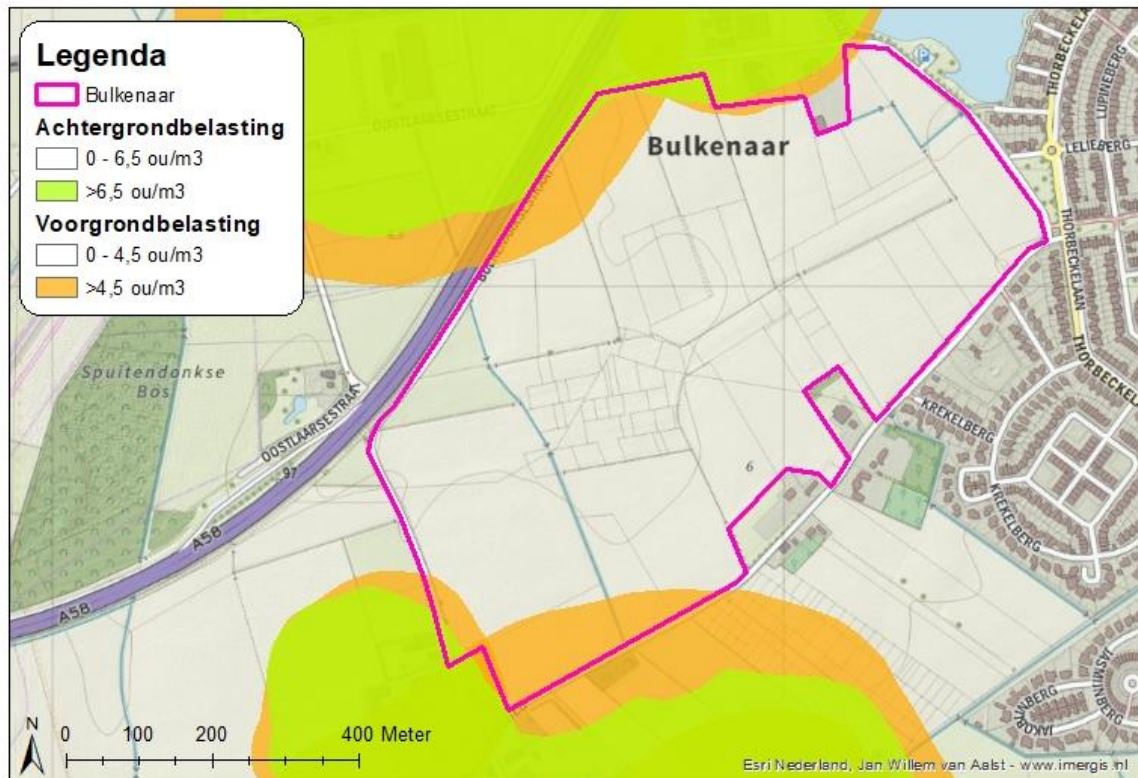 Legenda
Bulkenaar
Achtergrondbelasting
0 - 6,5 ou/m3
>6,5 ou/m3
Voorgrondbelasting
0 - 4,5 ou/m3
>4,5 ou/m3
OOSTLAARSESTRAAT
Bulkenaar
THORBECKELAAN
LUPINEBERG
LELIEBERG
THORBECKELAAN
THORBECKELAAN
Spuitendonkse
Bos
OOSTLAARSESTRAAT
97
A58
A58
KREKELBERG
KREKELBERG
6
JASMIJNBERG
N
0 100 200 400 Meter
Esri Nederland, Jan Willem van Aalst - www.imergis.nl